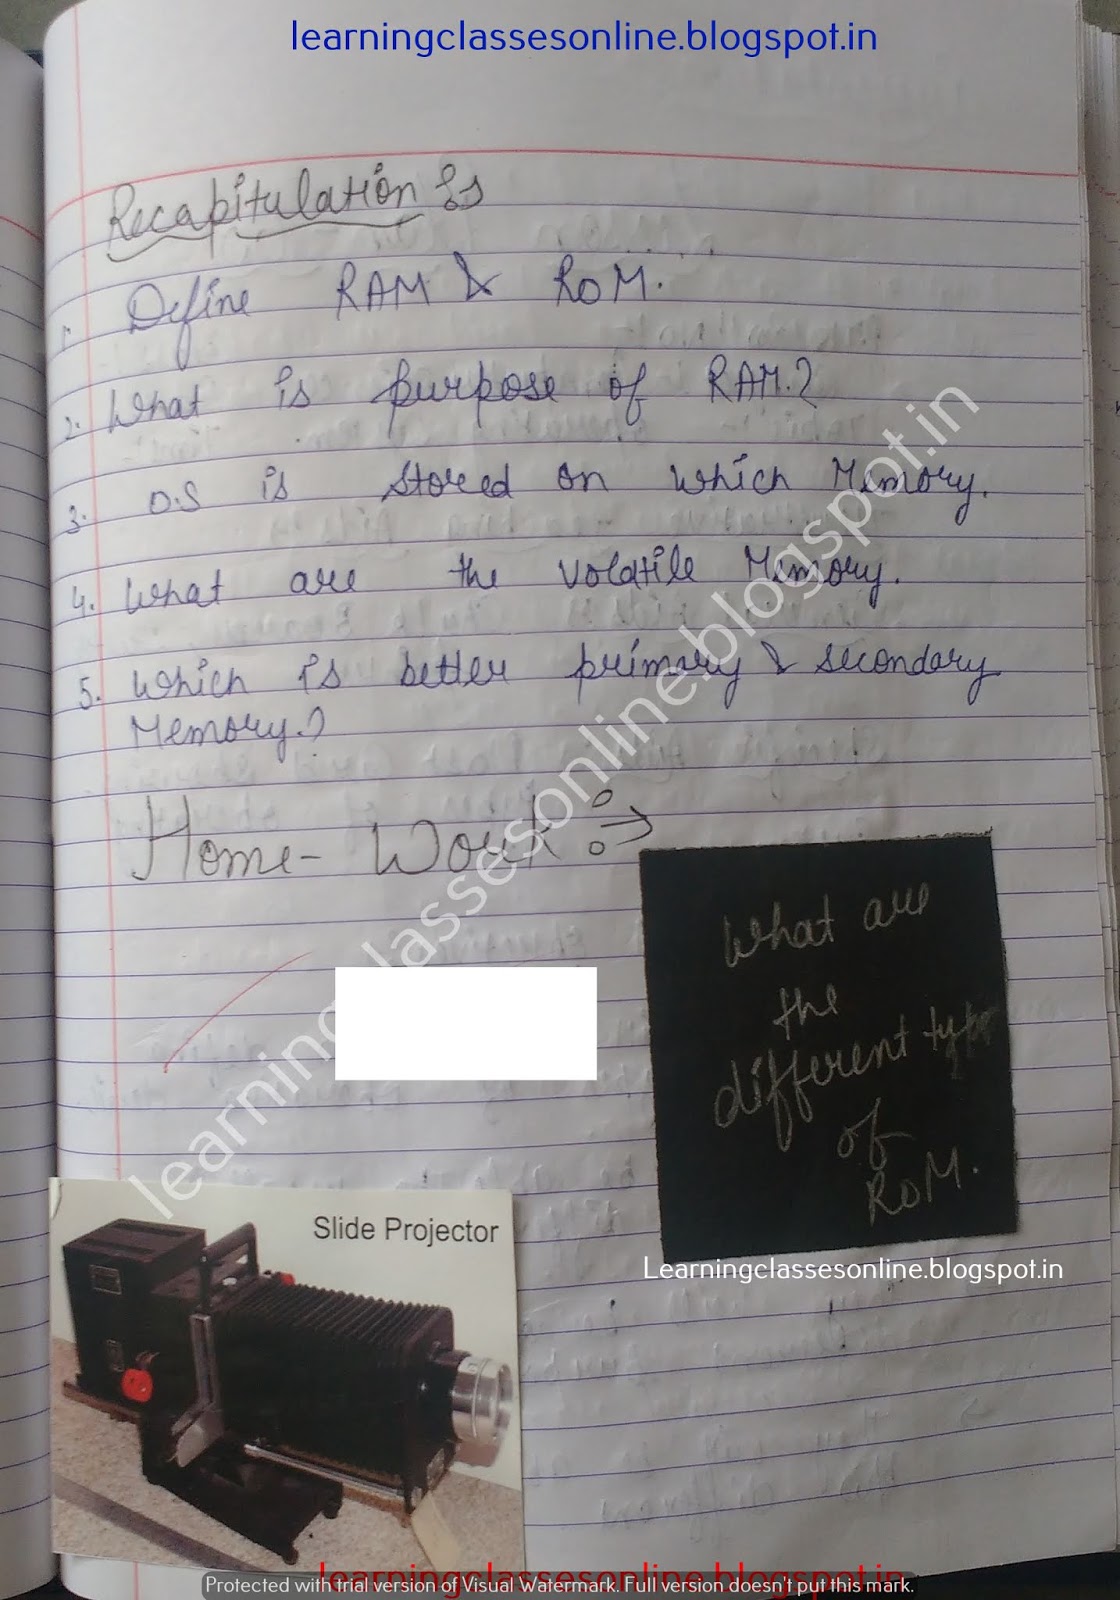 learningclassesonline.blogspot.in
Recapitulation :
1. Define RAM & ROM.
2. What is purpose of RAM.?
3. O.S is stored on which Memory.
4. What are the volatile Memory.
5. Which is better primary & secondary
Memory.?
Home-Work :→
What are
the
different type
of
ROM.
learningclassesonline.blogspot.in
Slide Projector
Learningclassesonline.blogspot.in
learningclassesonline.blogspot.in
Protected with trial version of Visual Watermark. Full version doesn't put this mark.